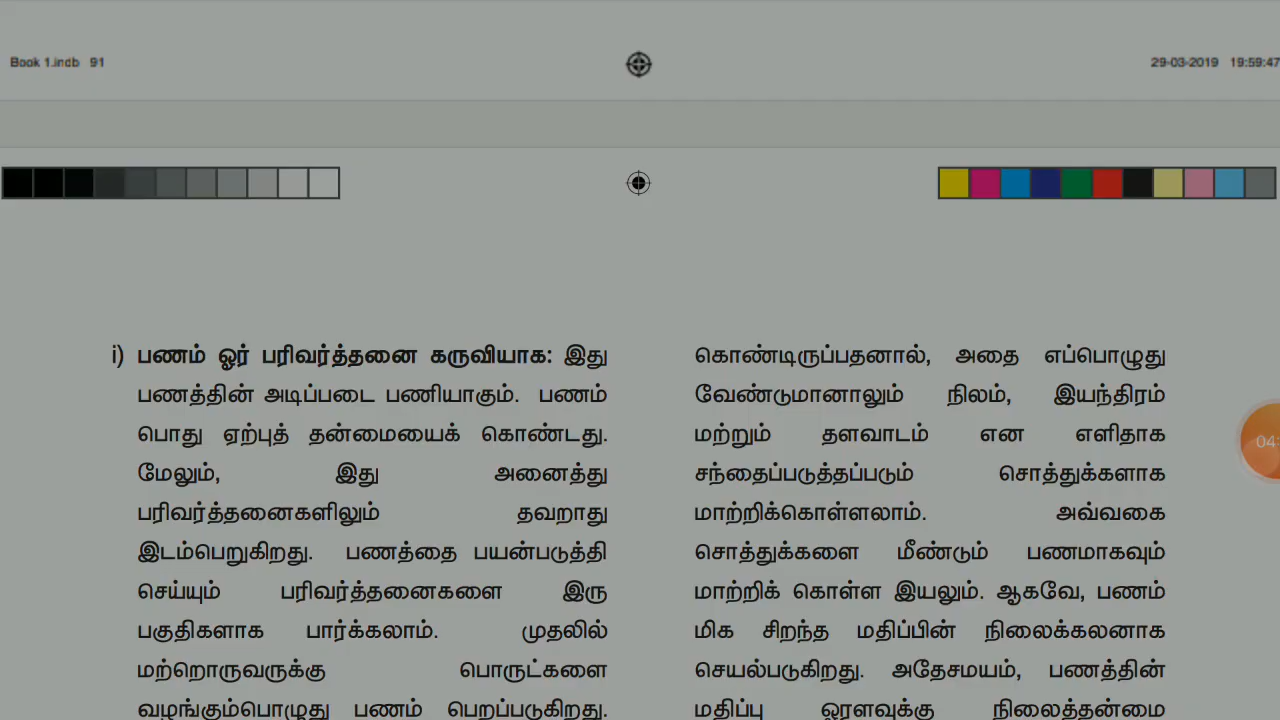 Book 1.indb 91
29-03-2019 19:59:47
i) பணம் ஓர் பரிவர்த்தனை கருவியாக: இது
பணத்தின் அடிப்படை பணியாகும். பணம்
பொது ஏற்புத் தன்மையைக் கொண்டது.
மேலும், இது அனைத்து
பரிவர்த்தனைகளிலும் தவறாது
இடம்பெறுகிறது. பணத்தை பயன்படுத்தி
செய்யும் பரிவர்த்தனைகளை இரு
பகுதிகளாக பார்க்கலாம். முதலில்
மற்றொருவருக்கு பொருட்களை
வழங்கும்பொழுது பணம் பெறப்படுகிறது.
கொண்டிருப்பதனால், அதை எப்பொழுது
வேண்டுமானாலும் நிலம், இயந்திரம்
மற்றும் தளவாடம் என எளிதாக
சந்தைப்படுத்தப்படும் சொத்துக்களாக
மாற்றிக்கொள்ளலாம். அவ்வகை
சொத்துக்களை மீண்டும் பணமாகவும்
மாற்றிக் கொள்ள இயலும். ஆகவே, பணம்
மிக சிறந்த மதிப்பின் நிலைக்கலனாக
செயல்படுகிறது. அதேசமயம், பணத்தின்
மதிப்பு ஓரளவுக்கு நிலைத்தன்மை
04: